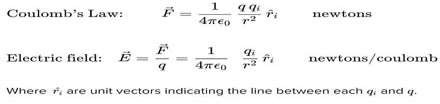 Coulomb's Law: $\vec{F} = \frac{1}{4\pi\epsilon_0} \frac{q\, q_i}{r^2} \hat{r}_i$ newtons
Electric field: $\vec{E} = \frac{\vec{F}}{q} = \frac{1}{4\pi\epsilon_0} \frac{q_i}{r^2} \hat{r}_i$ newtons/coulomb
Where $\hat{r}_i$ are unit vectors indicating the line between each $q_i$ and $q$.